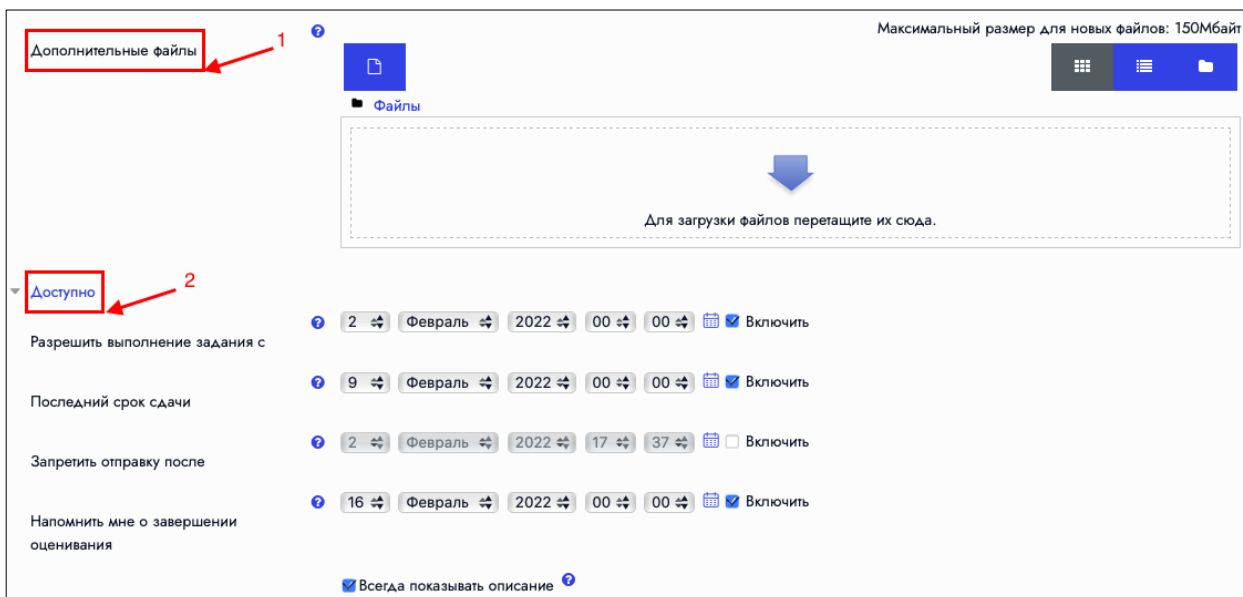 Максимальный размер для новых файлов: 150Мбайт
Дополнительные файлы
1
Файлы
Для загрузки файлов перетащите их сюда.
Доступно
2
Разрешить выполнение задания с
2 Февраль 2022 00 00 Включить
Последний срок сдачи
9 Февраль 2022 00 00 Включить
Запретить отправку после
2 Февраль 2022 17 37 Включить
Напомнить мне о завершении
оценивания
16 Февраль 2022 00 00 Включить
Всегда показывать описание